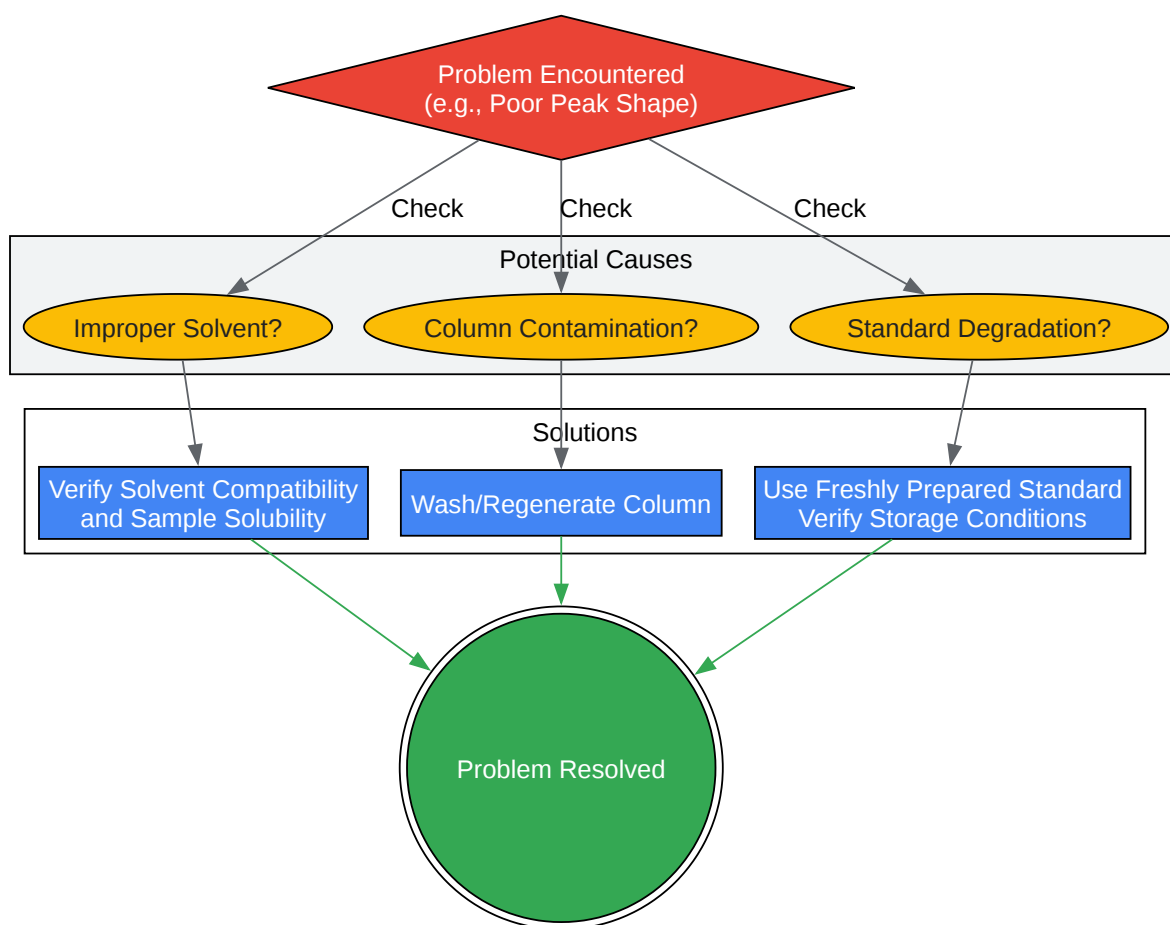 Problem Encountered
(e.g., Poor Peak Shape)
Check
Check
Check
Potential Causes
Improper Solvent?
Column Contamination?
Standard Degradation?
Solutions
Verify Solvent Compatibility
and Sample Solubility
Wash/Regenerate Column
Use Freshly Prepared Standard
Verify Storage Conditions
Problem Resolved